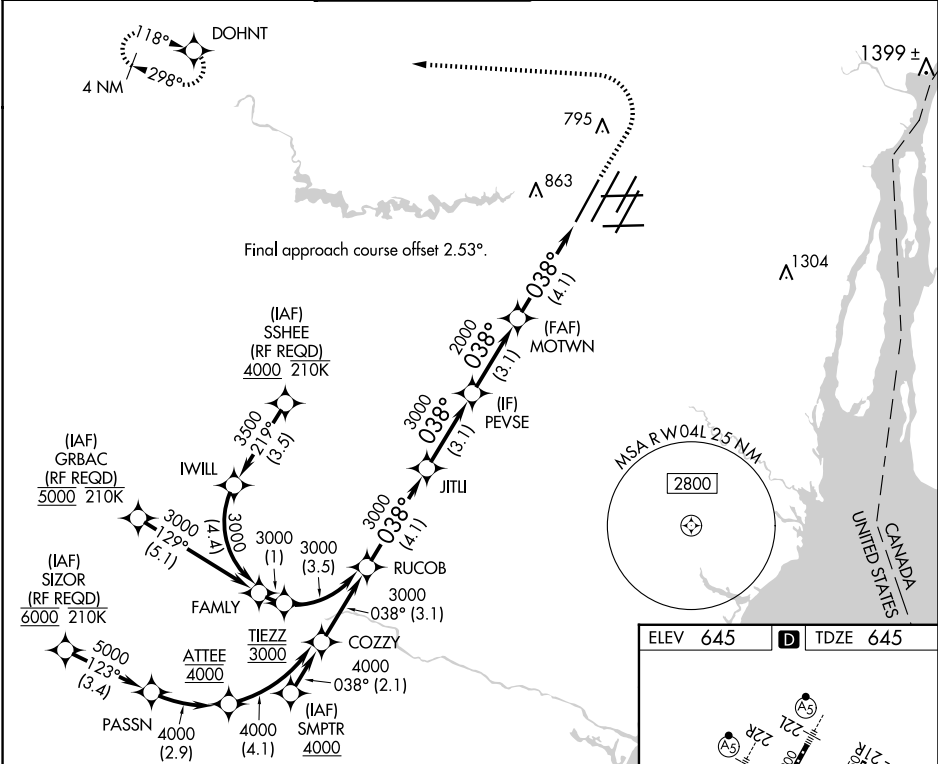 118°
DOHNT
298°
4 NM
1399 ±
795
863
Final approach course offset 2.53°.
1304
038°
(4.1)
(FAF)
MOTWN
2000
038°
(3.1)
(IF)
PEVSE
3000
038°
(3.1)
JITLI
(IAF)
SSHEE
(RF REQD)
4000 210K
3500
219°
(3.5)
IWILL
3000
(4.4)
(IAF)
GRBAC
(RF REQD)
5000 210K
3000
129°
(5.1)
FAMLY
3000
(1)
3000
(3.5)
3000
038°
(4.1)
RUCOB
3000
038° (3.1)
TIEZZ
3000
COZZY
4000
038° (2.1)
(IAF)
SIZOR
(RF REQD)
6000 210K
5000
123°
(3.4)
PASSN
ATTEE
4000
4000
(2.9)
4000
(4.1)
(IAF)
SMPTR
4000
MSA RW04L 25 NM
2800
CANADA
UNITED STATES
ELEV 645
D
TDZE 645
A5
22L
A5
22R
21R